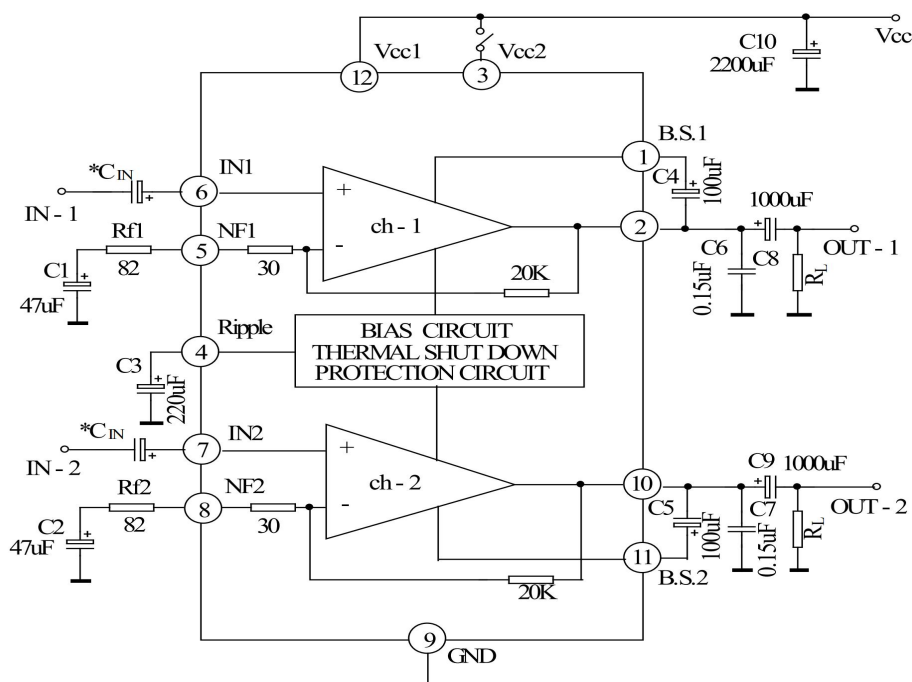 Vcc
C10
2200uF
Vcc1
Vcc2
12
3
B.S.1
1
C4
100uF
*CIN
IN1
6
IN - 1
+
ch - 1
-
2
1000uF
OUT - 1
C6
C8
0.15uF
RL
Rf1
82
NF1
5
30
20K
C1
47uF
Ripple
4
BIAS CIRCUIT
THERMAL SHUT DOWN
PROTECTION CIRCUIT
C3
220uF
*CIN
IN2
7
IN - 2
+
ch - 2
-
10
C9
1000uF
OUT - 2
C5
C7
100uF
0.15uF
RL
Rf2
82
NF2
8
30
20K
C2
47uF
11
B.S.2
9
GND